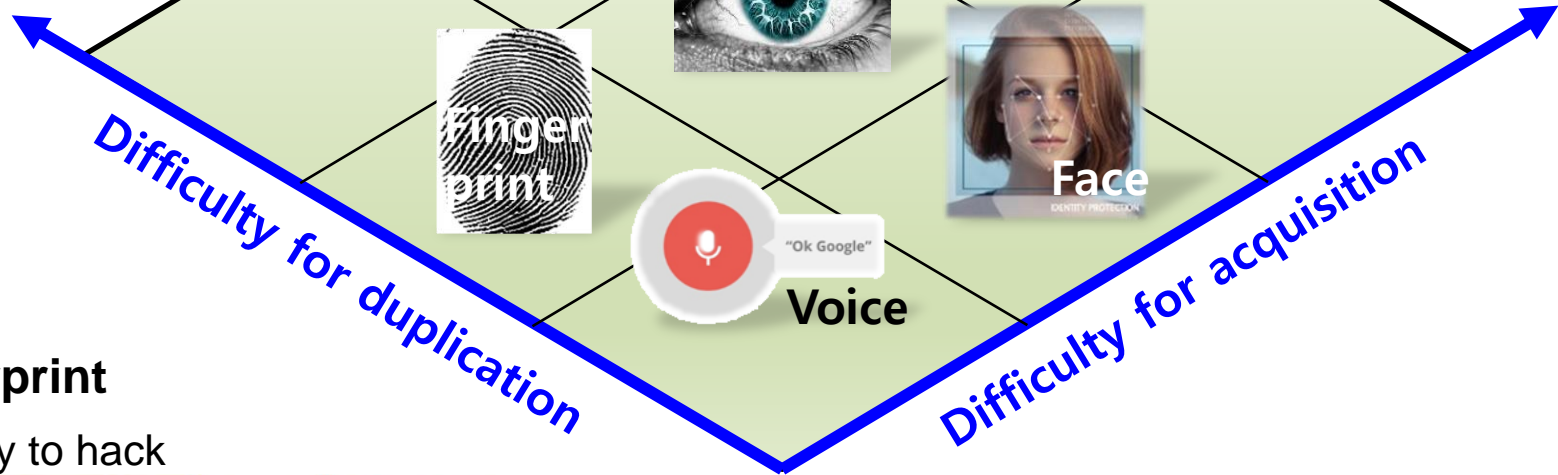 Finger
print
Face
IDENTITY PROTECTION
"Ok Google"
Voice
Difficulty for duplication
Difficulty for acquisition
print
y to hack